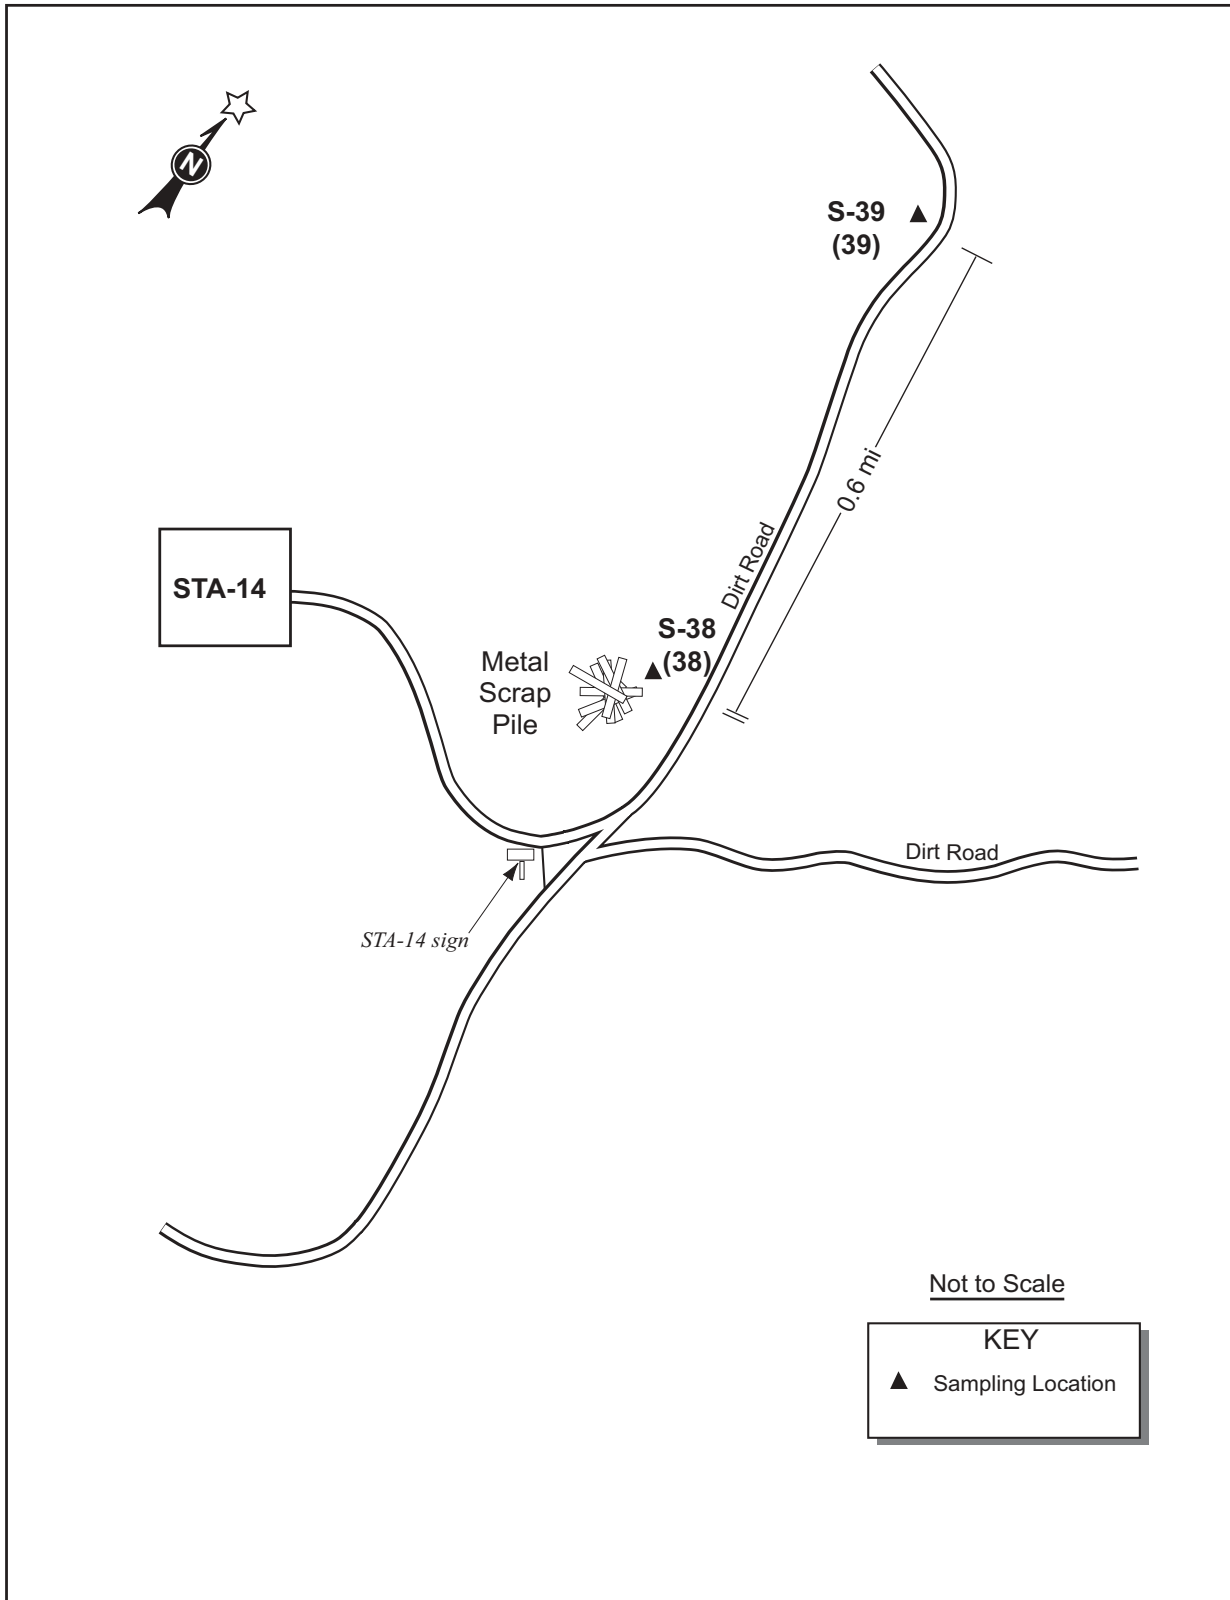 N
S-39
(39)
0.6 mi
Dirt Road
STA-14
S-38
(38)
Metal
Scrap
Pile
Dirt Road
STA-14 sign
Not to Scale
KEY
Sampling Location